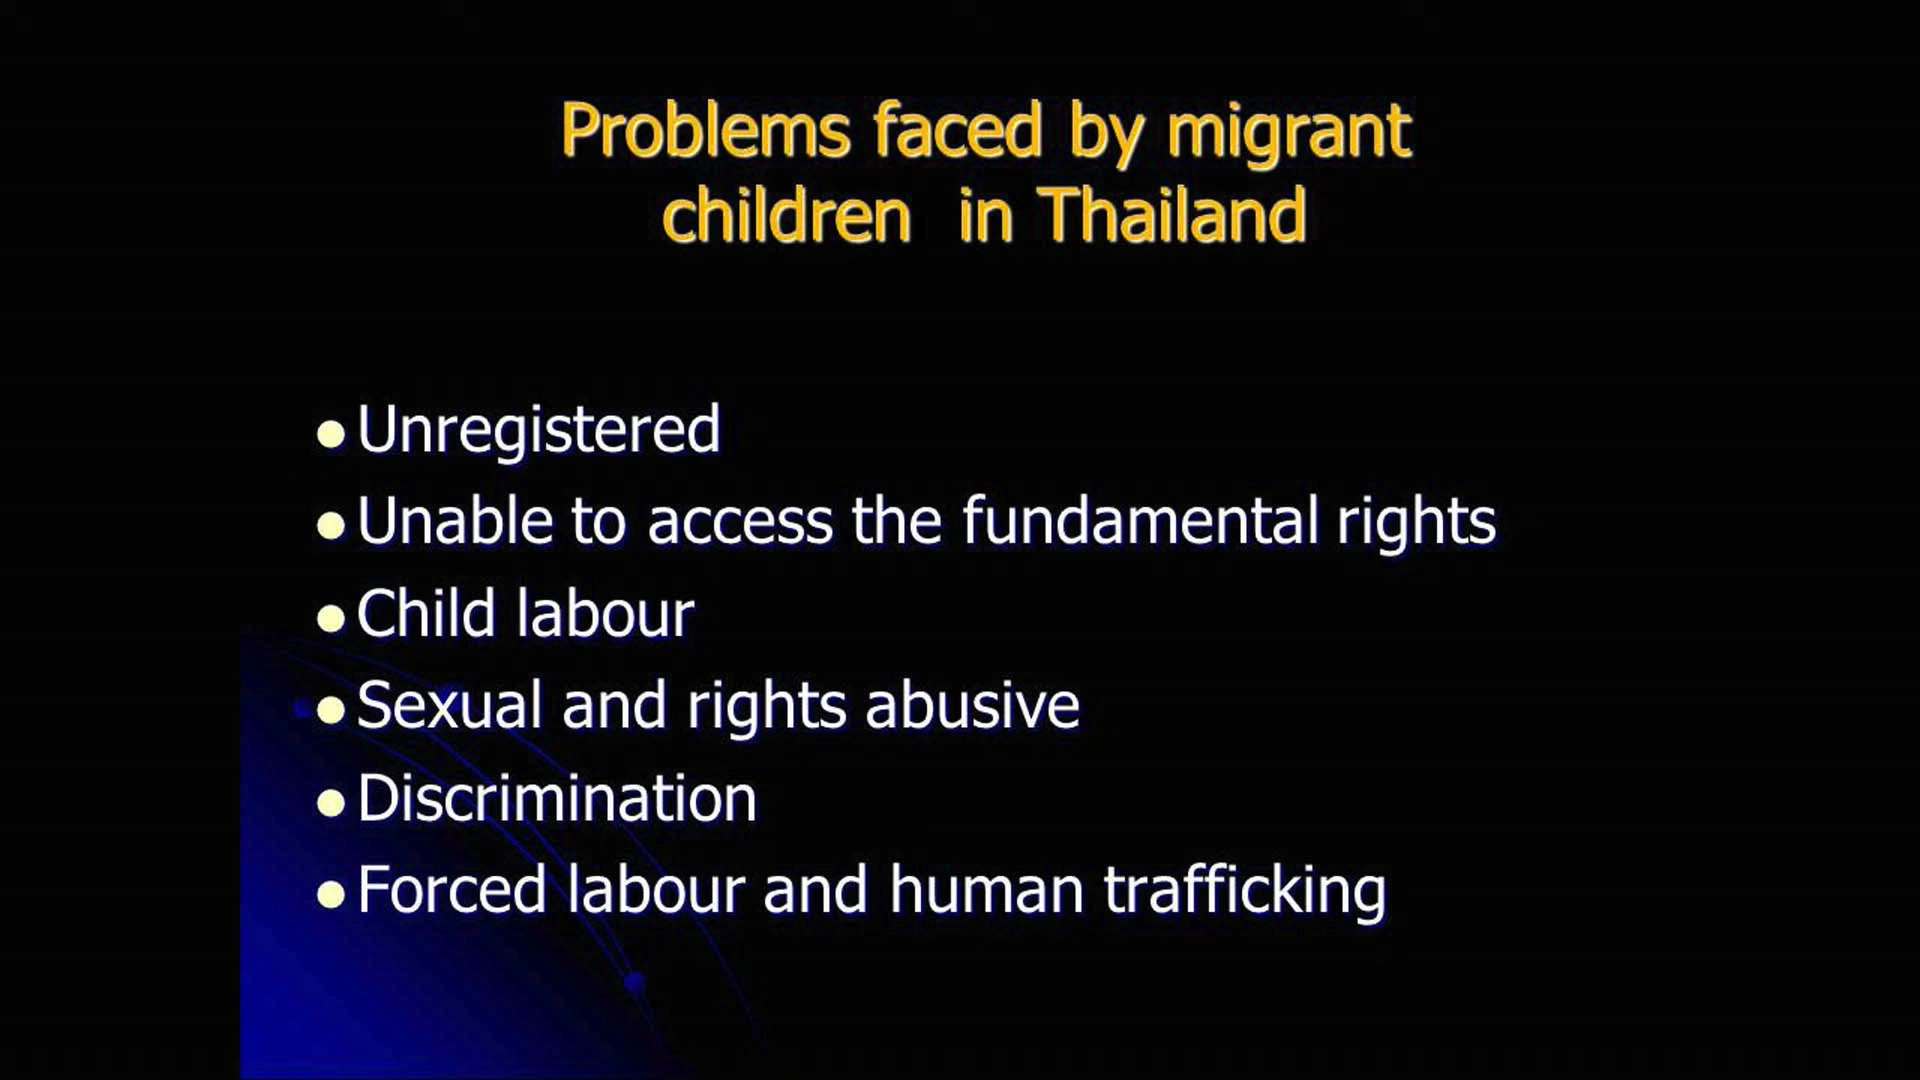 Problems faced by migrant
children in Thailand
Unregistered
Unable to access the fundamental rights
Child labour
Sexual and rights abusive
Discrimination
Forced labour and human trafficking